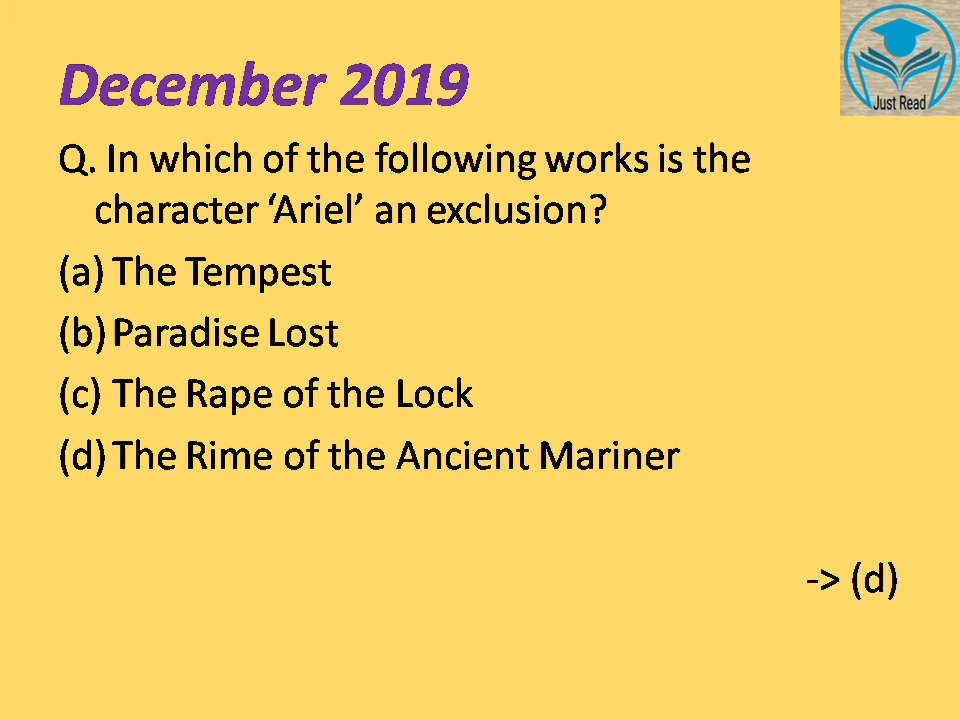 December 2019
Just Read
Q. In which of the following works is the
character ‘Ariel’ an exclusion?
(a) The Tempest
(b) Paradise Lost
(c) The Rape of the Lock
(d) The Rime of the Ancient Mariner
-> (d)